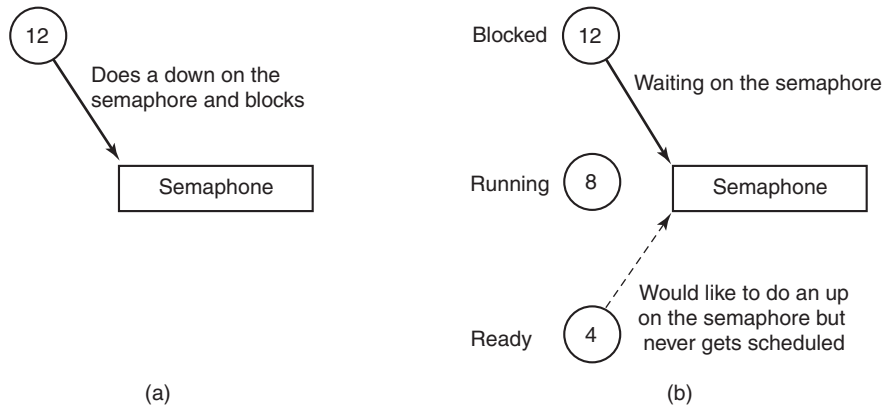 12
Does a down on the
semaphore and blocks
Semaphone
(a)
Blocked
12
Waiting on the semaphore
Running
8
Semaphone
Would like to do an up
on the semaphore but
never gets scheduled
Ready
4
(b)